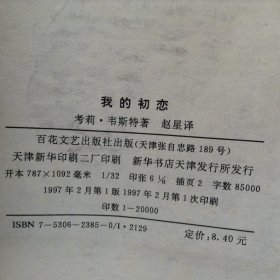 我的初恋
考莉·韦斯特著 赵星译
百花文艺出版社出版(天津张自忠路189号)
天津新华印刷二厂印刷 新华书店天津发行所发行
开本787×1092毫米 1/32 印张6⅛ 插页2 字数85000
1997年2月第1版1997年2月第1次印刷
印数1-20000
ISBN 7-5306-2385-0/I·2129 定价:8.40元